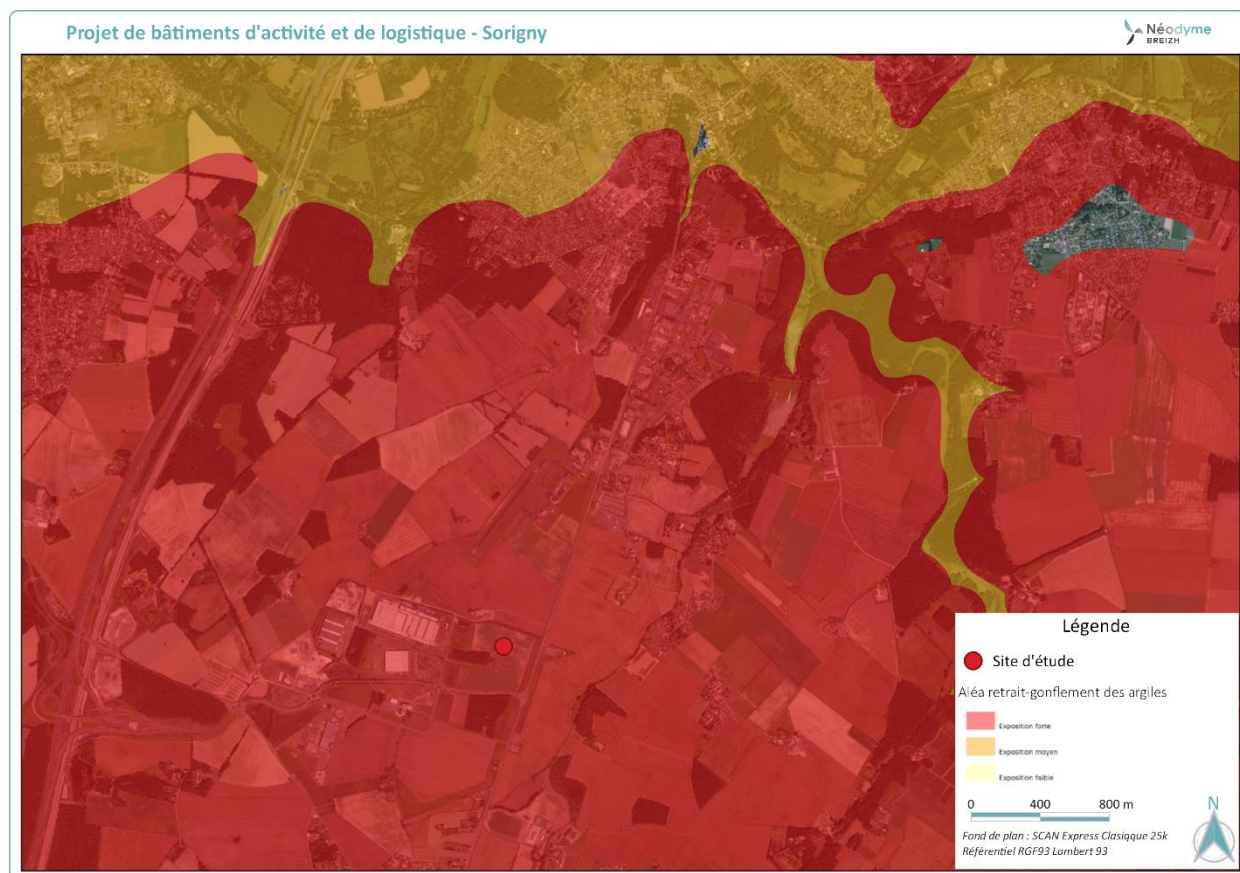 Projet de bâtiments d'activité et de logistique - Sorigny
Néodyme
BREIZH
Légende
Site d'étude
Aléa retrait-gonflement des argiles
Exposition forte
Exposition moyen
Exposition faible
0 400 800 m
N
Fond de plan : SCAN Express Clasiqque 25k
Référentiel RGF93 Lambert 93